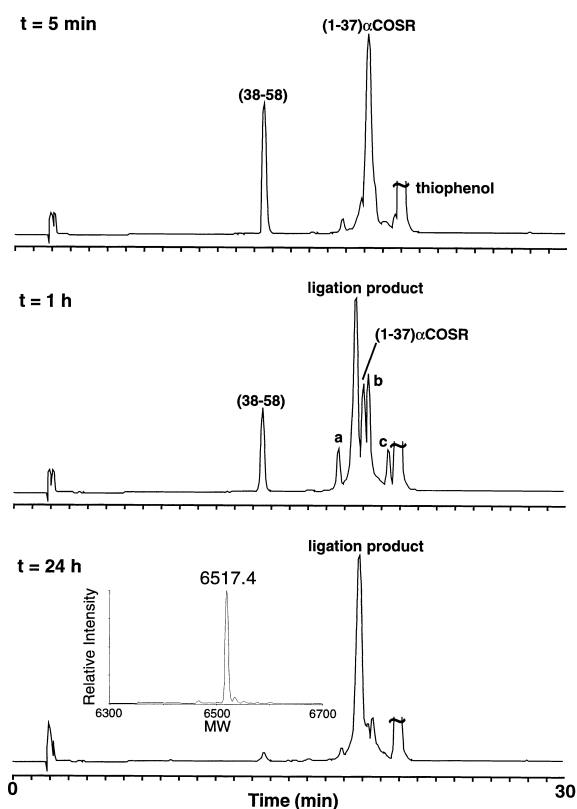 t = 5 min
(1-37)αCOSR
(38-58)
thiophenol
t = 1 h
ligation product
(1-37)αCOSR
(38-58)
a
b
c
t = 24 h
ligation product
6517.4
Relative Intensity
6300
6500
6700
MW
0
30
Time (min)